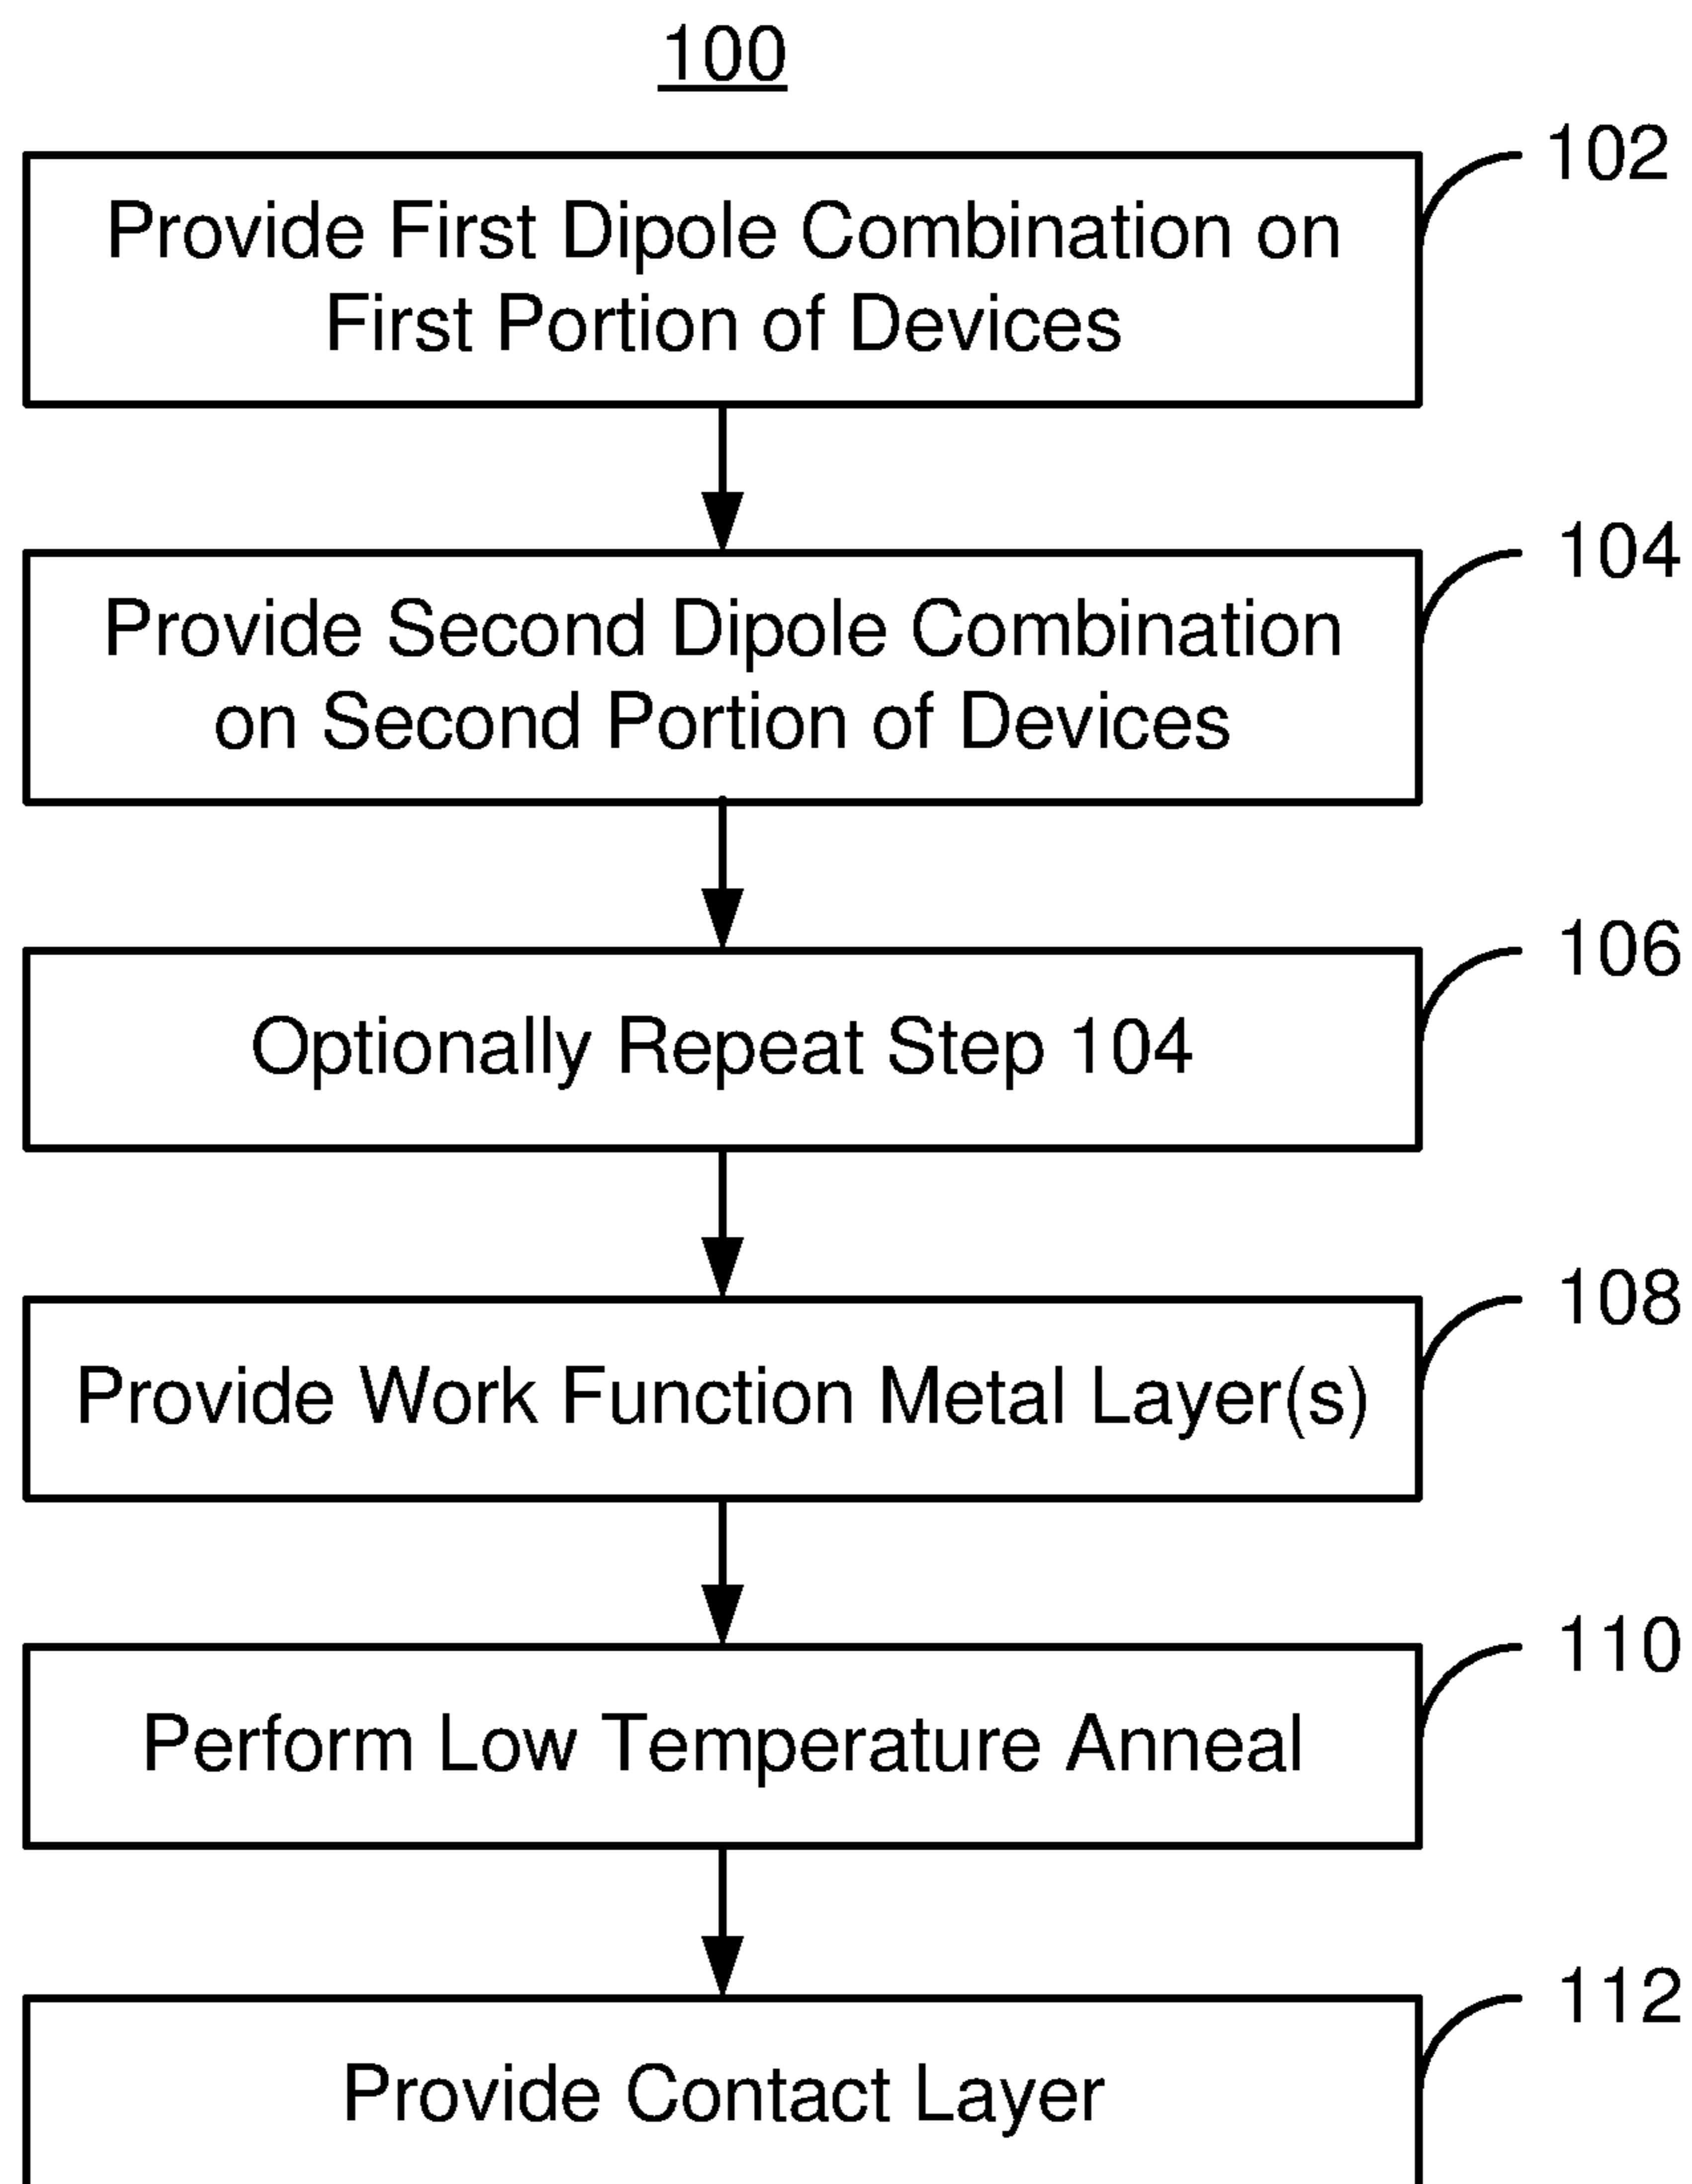 100
102
Provide First Dipole Combination on
First Portion of Devices
104
Provide Second Dipole Combination
on Second Portion of Devices
106
Optionally Repeat Step 104
108
Provide Work Function Metal Layer(s)
110
Perform Low Temperature Anneal
112
Provide Contact Layer